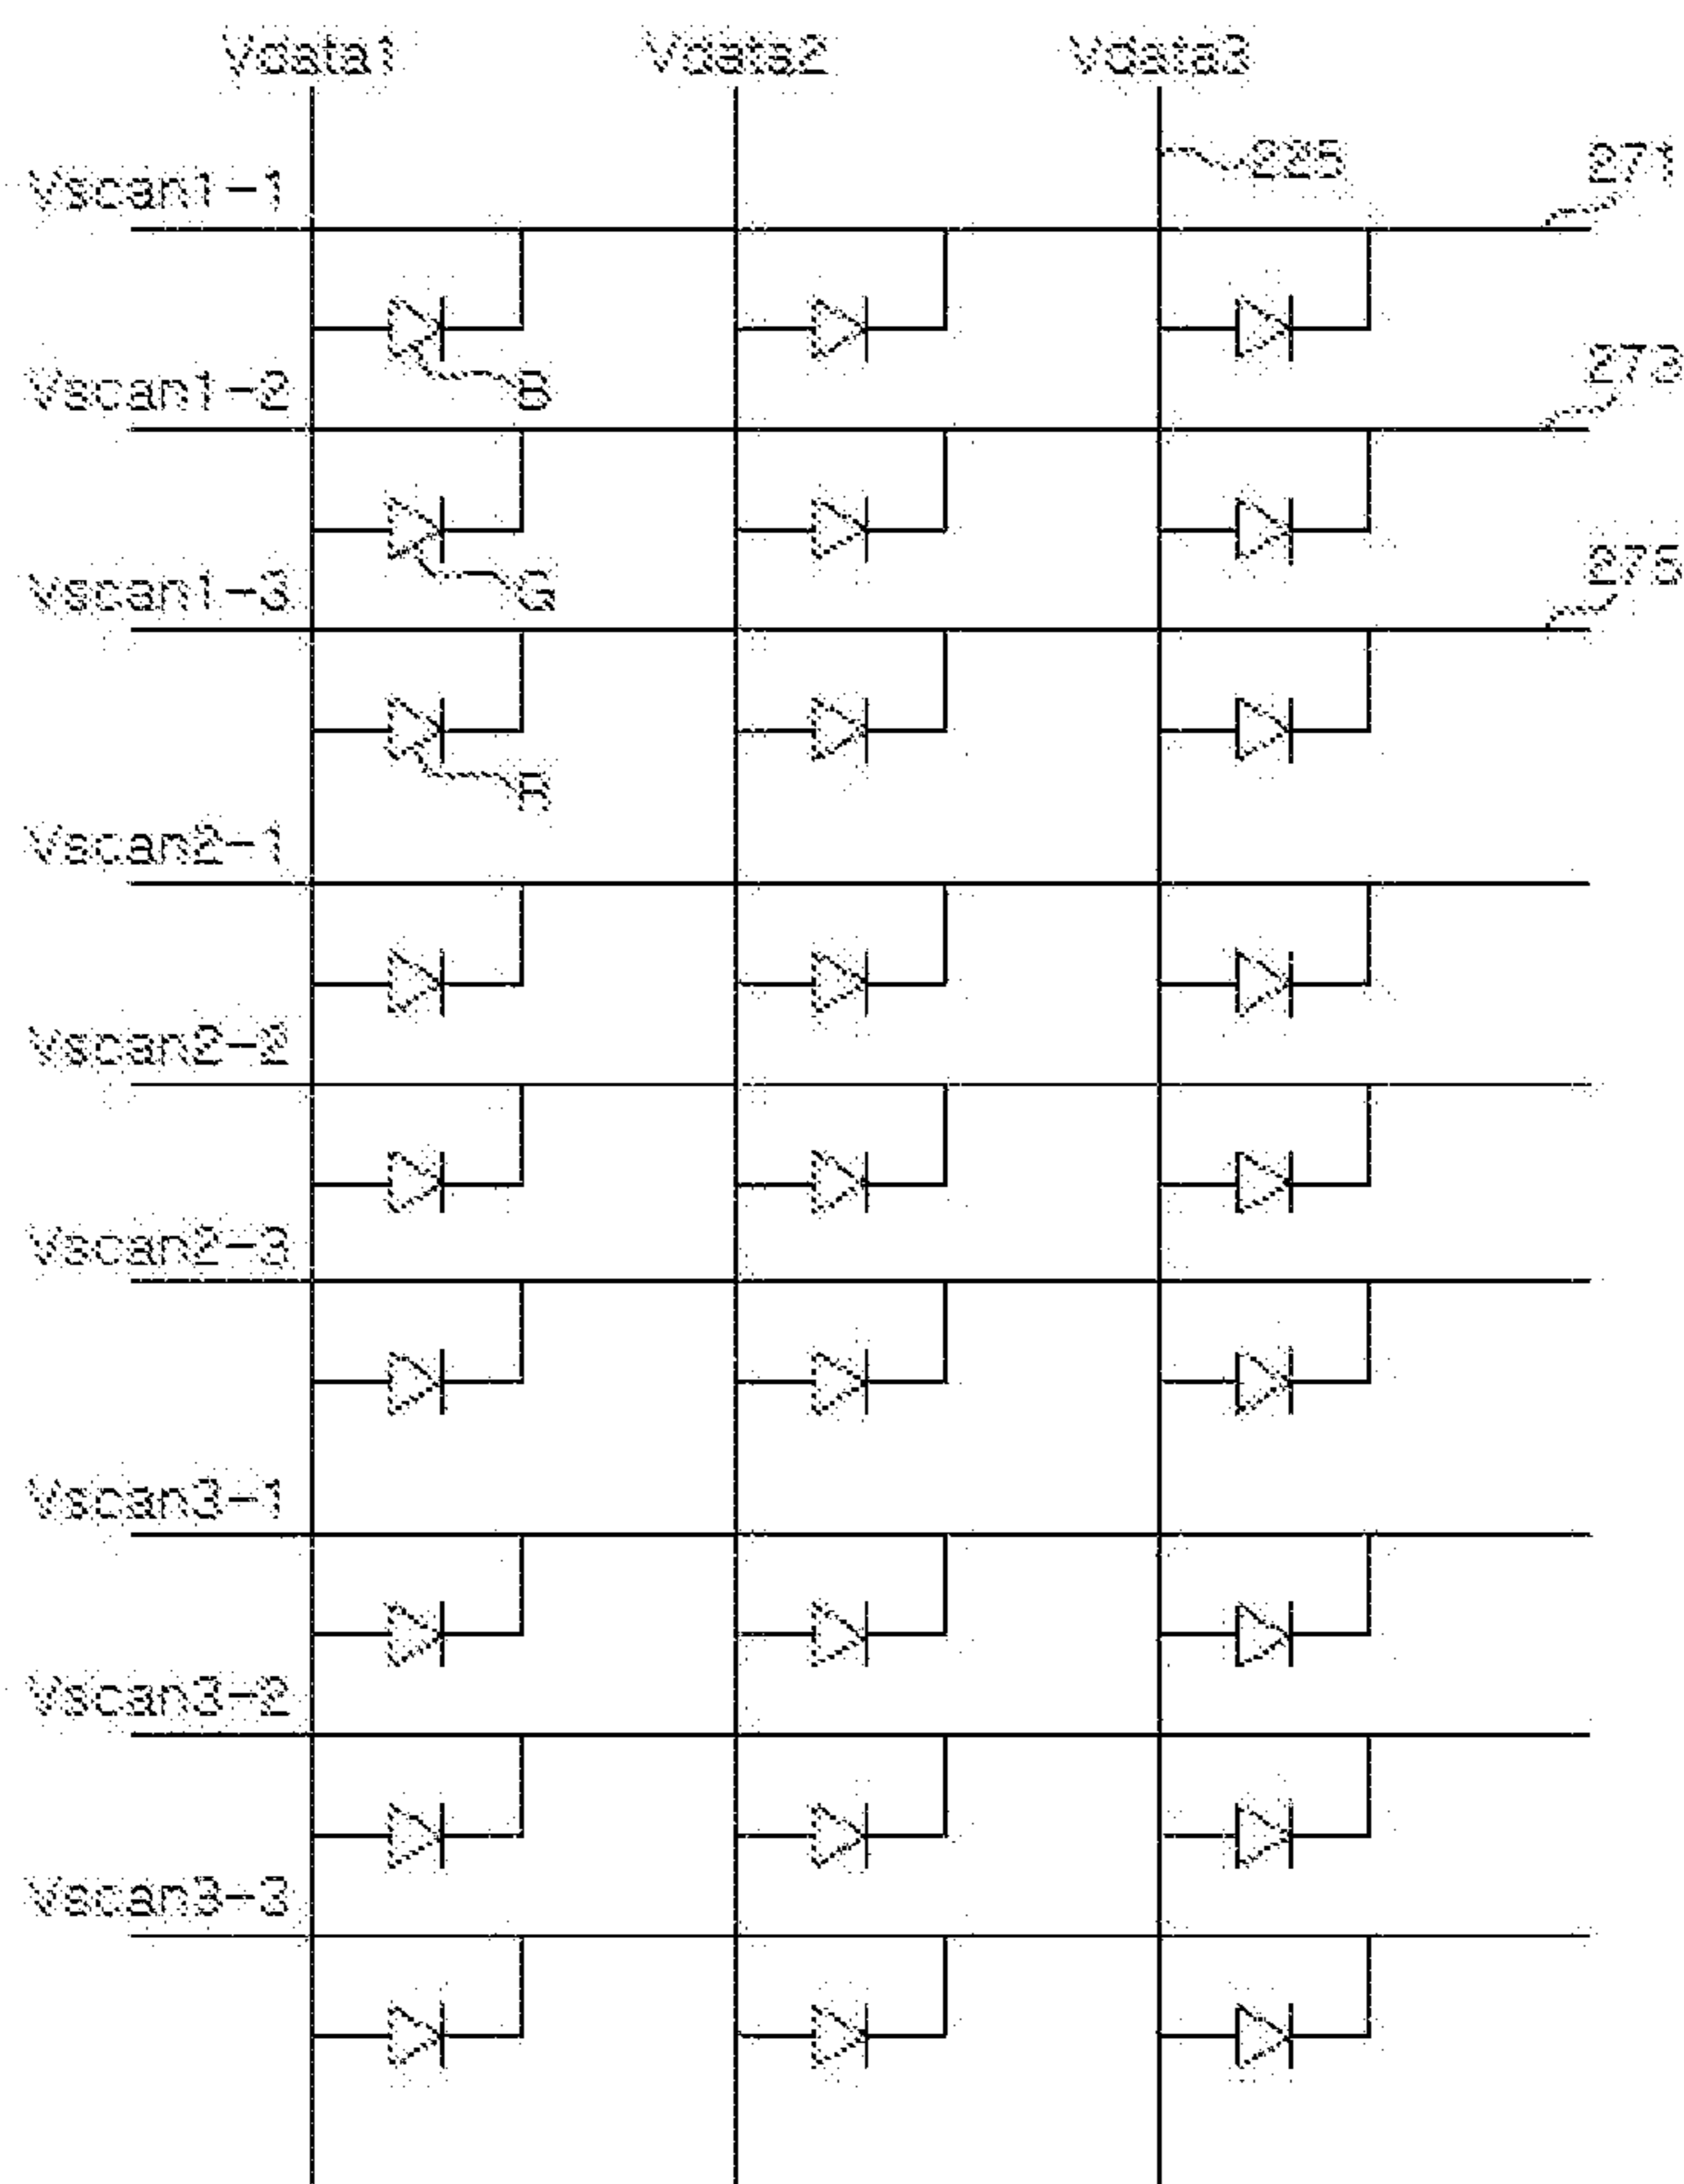 Vdata1 Vdata2 Vdata3
225
271
Vscan1-1
B
273
Vscan1-2
G
275
Vscan1-3
R
Vscan2-1
Vscan2-2
Vscan2-3
Vscan3-1
Vscan3-2
Vscan3-3